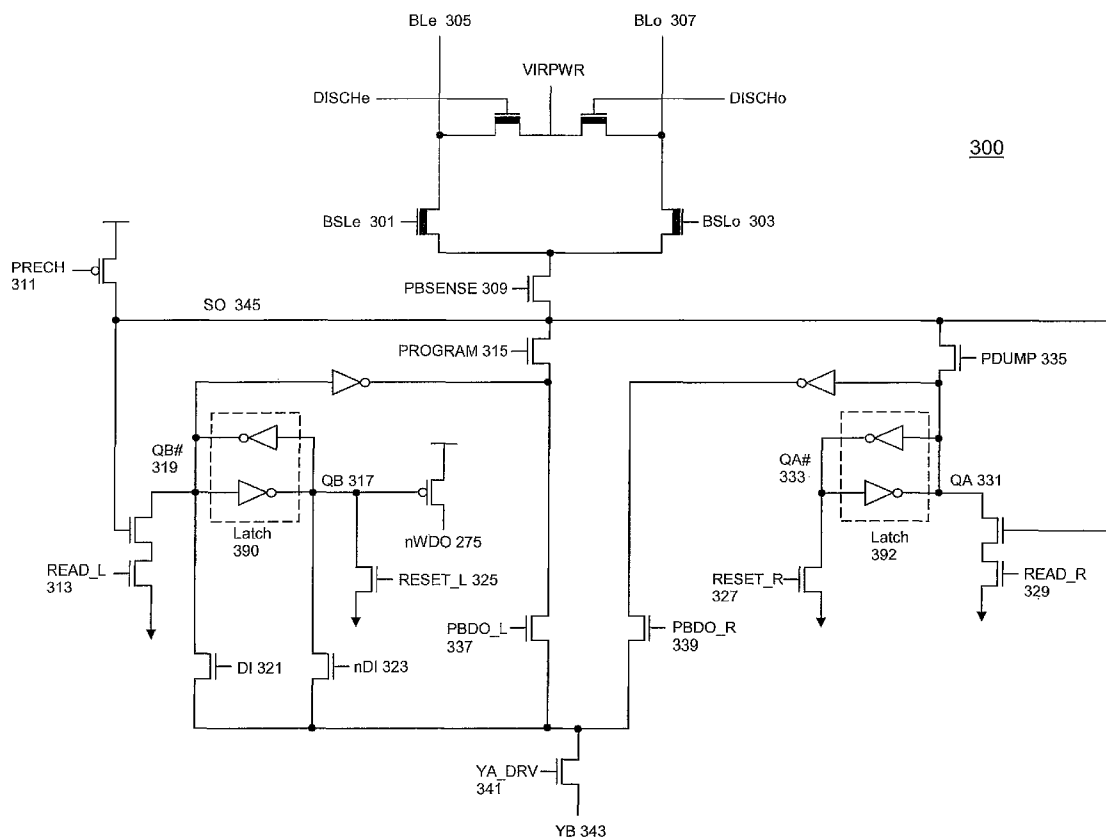 BLe 305
BLo 307
VIRPWR
DISCHe
DISCHo
300
BSLe 301
BSLo 303
PRECH
311
PBSENSE 309
SO 345
PROGRAM 315
PDUMP 335
QB#
319
QB 317
QA#
333
QA 331
Latch
390
nWDO 275
Latch
392
READ_L
313
RESET_L 325
RESET_R
327
READ_R
329
PBDO_L
337
PBDO_R
339
DI 321
nDI 323
YA_DRV
341
YB 343